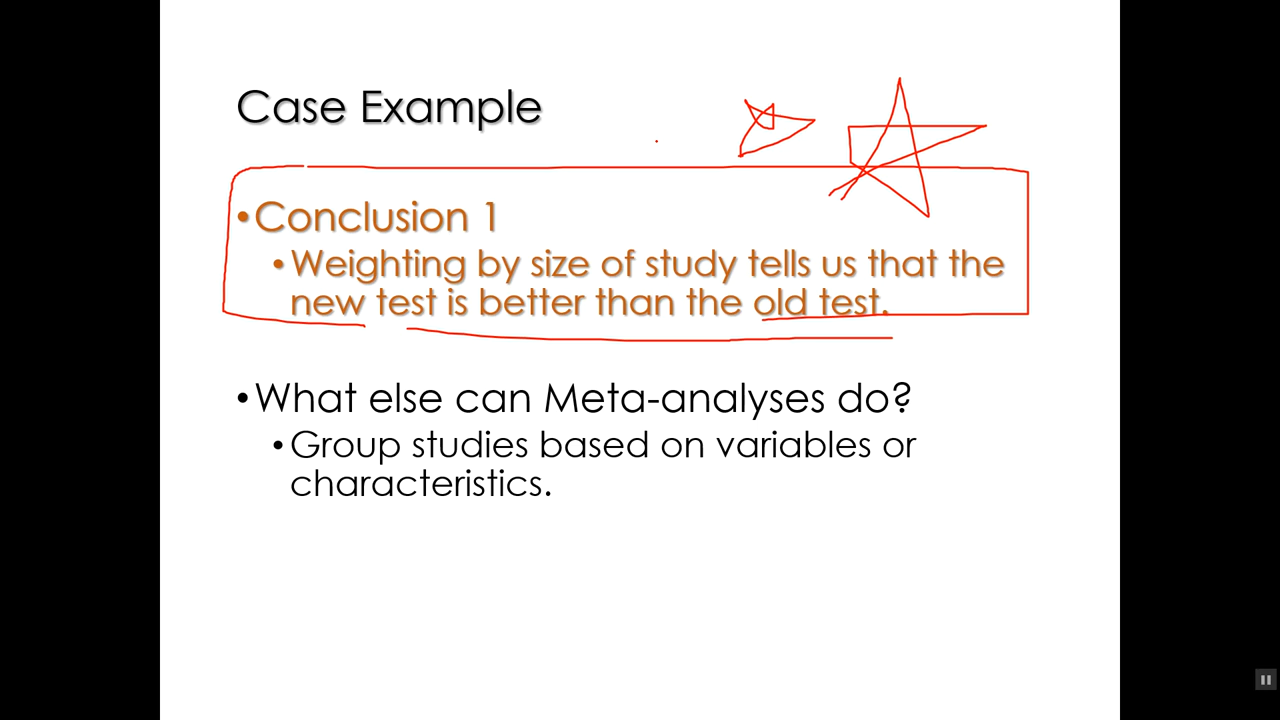 Case Example
•Conclusion 1
•Weighting by size of study tells us that the
new test is better than the old test.
•What else can Meta-analyses do?
•Group studies based on variables or
characteristics.